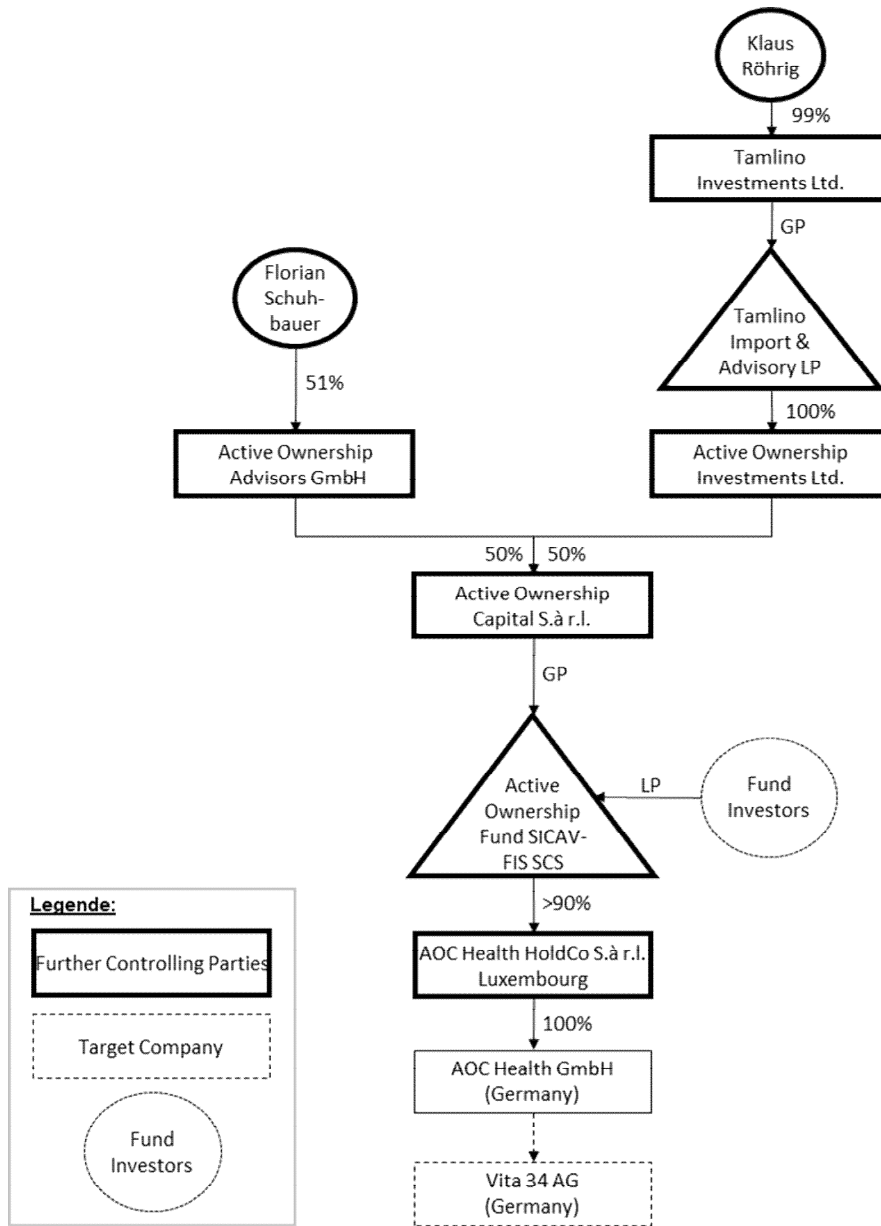 Klaus
Röhrig
99%
Tamlino
Investments Ltd.
GP
Florian
Schuh-
bauer
Tamlino
Import &
Advisory LP
51%
100%
Active Ownership
Advisors GmbH
Active Ownership
Investments Ltd.
50% 50%
Active Ownership
Capital S.à r.l.
GP
Active
Ownership
Fund SICAV-
FIS SCS
LP
Fund
Investors
>90%
AOC Health HoldCo S.à r.l.
Luxembourg
100%
AOC Health GmbH
(Germany)
Vita 34 AG
(Germany)
Legende:
Further Controlling Parties
Target Company
Fund
Investors